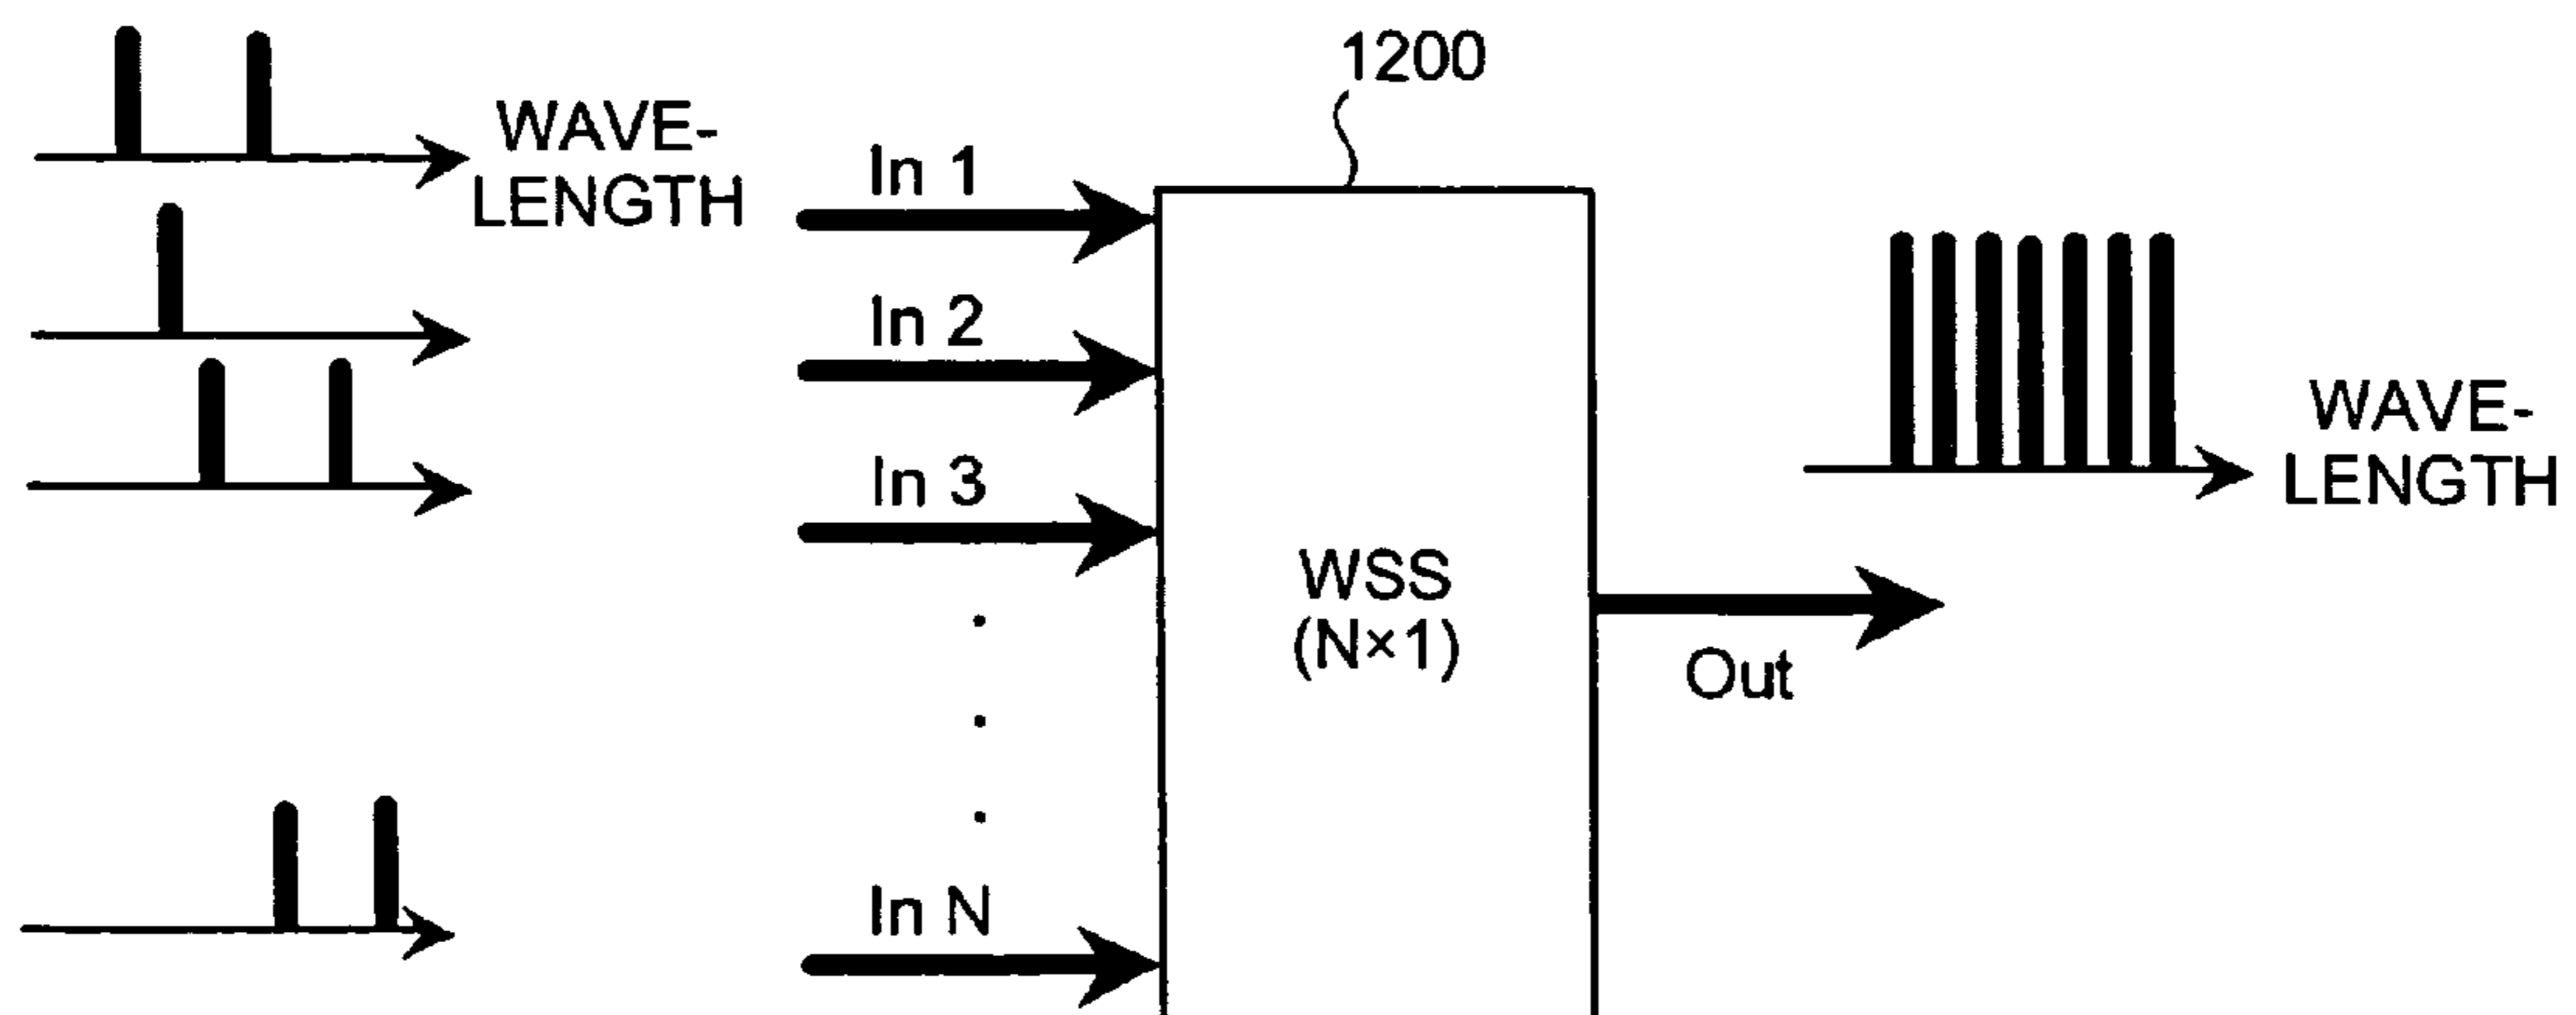 1200
WAVE-
LENGTH
In 1
In 2
In 3
In N
WSS
(N×1)
Out
WAVE-
LENGTH